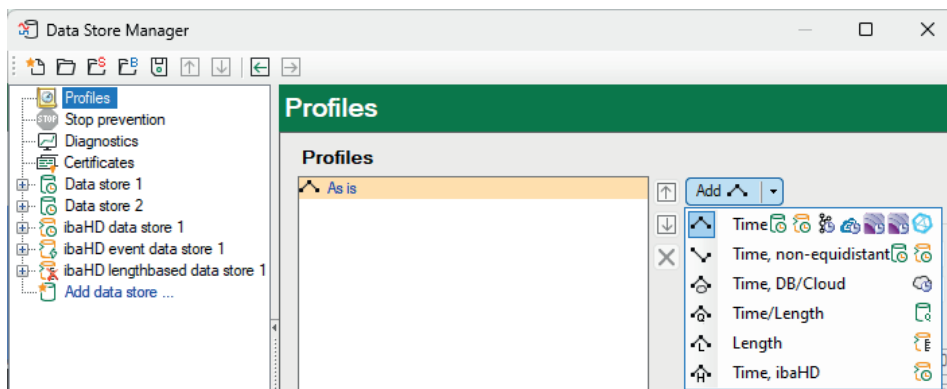 Data Store Manager
Profiles
Stop prevention
Diagnostics
Certificates
Data store 1
Data store 2
ibaHD data store 1
ibaHD event data store 1
ibaHD lengthbased data store 1
Add data store ...
Profiles
Profiles
As is
Add
Time
Time, non-equidistant
Time, DB/Cloud
Time/Length
Length
Time, ibaHD